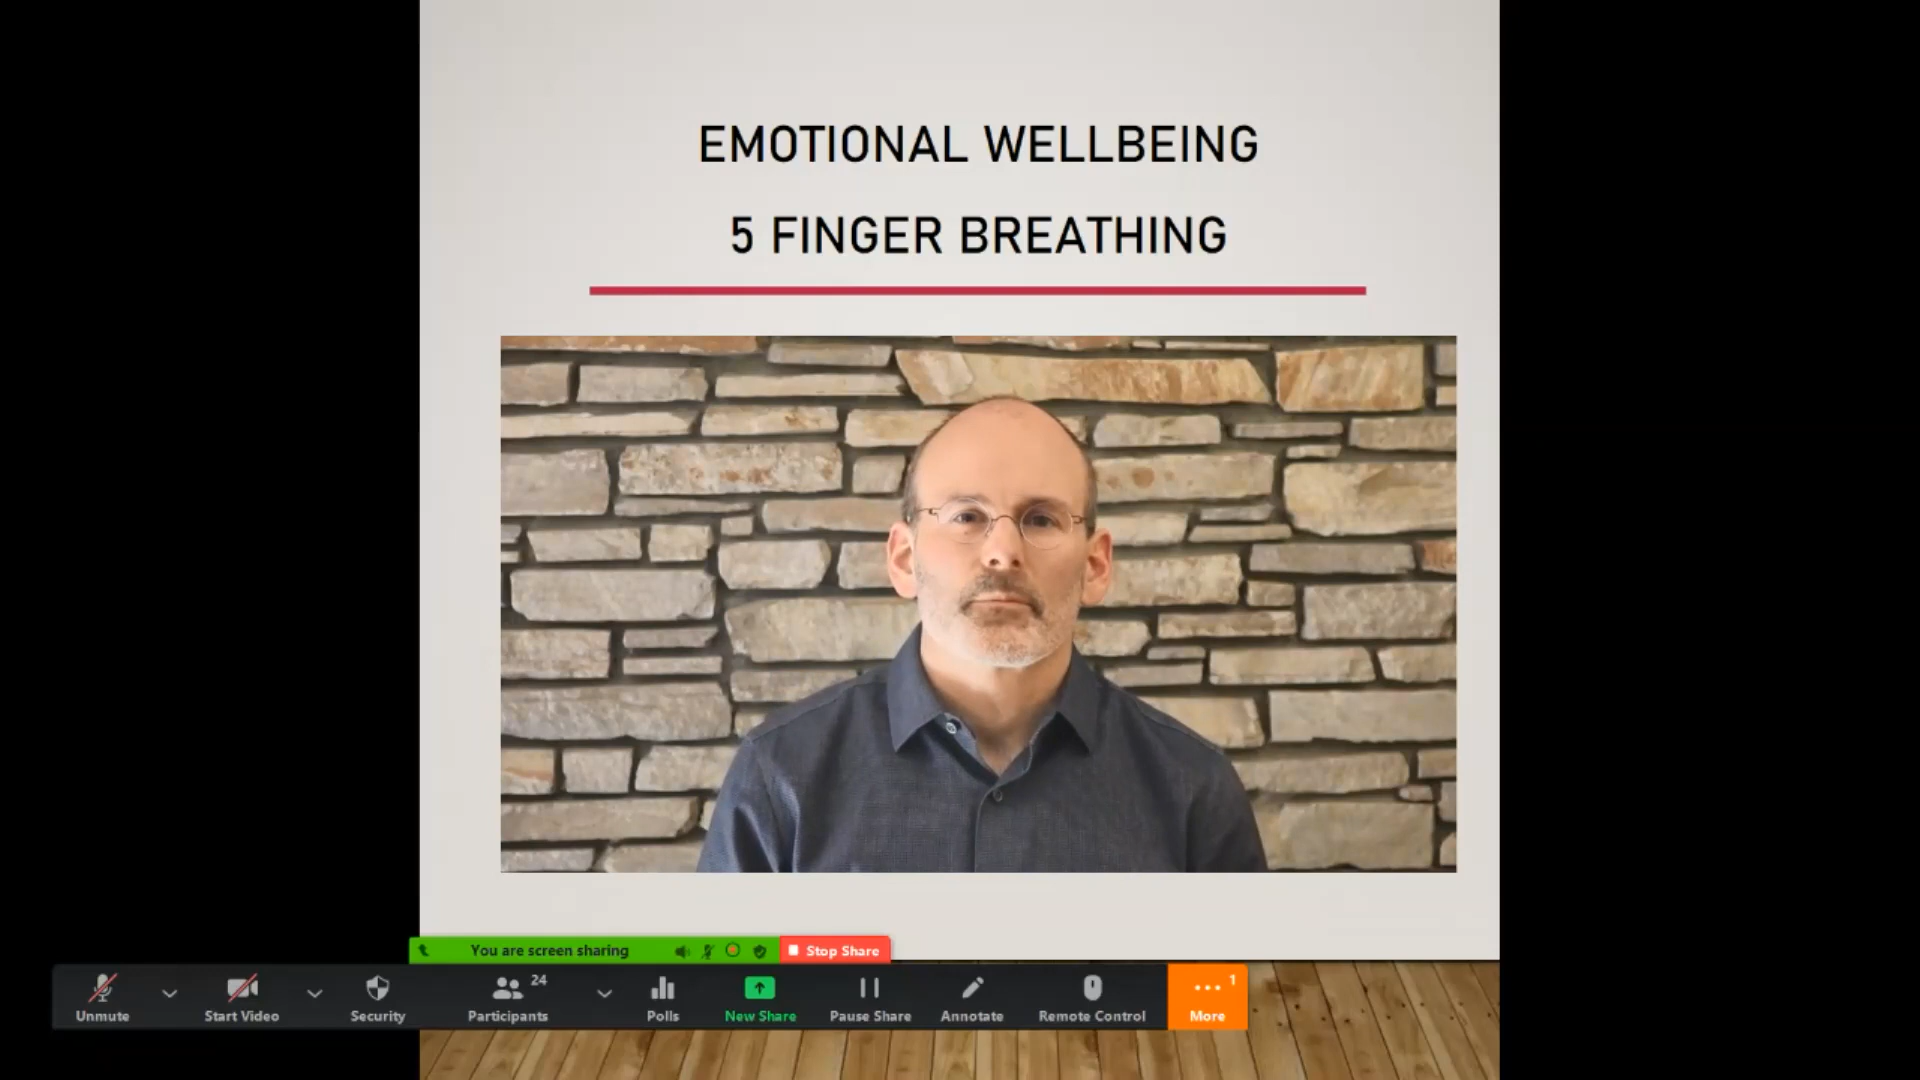 EMOTIONAL WELLBEING
5 FINGER BREATHING
You are screen sharing
Stop Share
Unmute
Start Video
Security
24
Participants
Polls
New Share
Pause Share
Annotate
Remote Control
1
More